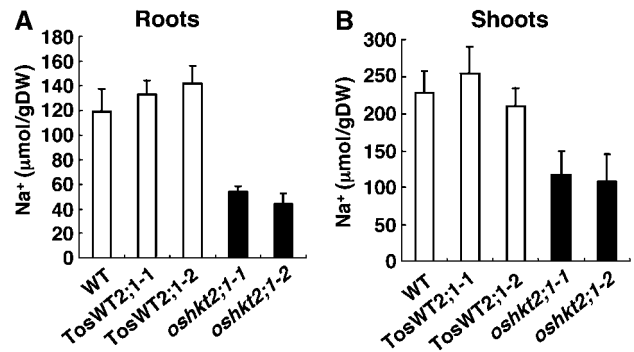 A Roots
Na⁺ (μmol/gDW)
180
160
140
120
100
80
60
40
20
0
WT
TosWT2;1-1
TosWT2;1-2
oshkt2;1-1
oshkt2;1-2
B Shoots
Na⁺ (μmol/gDW)
300
250
200
150
100
50
0
WT
TosWT2;1-1
TosWT2;1-2
oshkt2;1-1
oshkt2;1-2